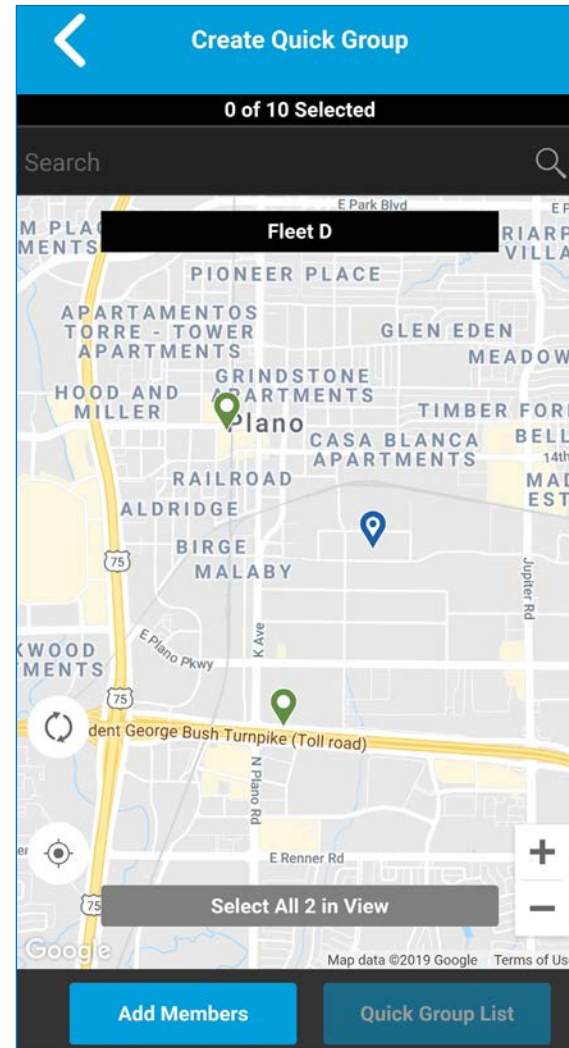 Create Quick Group
0 of 10 Selected
Search
E Park Blvd
Fleet D
PIONEER PLACE
APARTAMENTOS
TORRE - TOWER
APARTMENTS
GLEN EDEN
MEADOW
GRINDSTONE
APARTMENTS
HOOD AND
MILLER
Plano
TIMBER
CASA BLANCA
APARTMENTS
14th
RAILROAD
ALDRIDGE
BIRGE
MALABY
75
Jupiter Rd
K Ave
E Plano Pkwy
75
dent George Bush Turnpike (Toll road)
N Plano Rd
E Renner Rd
75
Select All 2 in View
Google
Map data ©2019 Google
Terms of Us
Add Members
Quick Group List